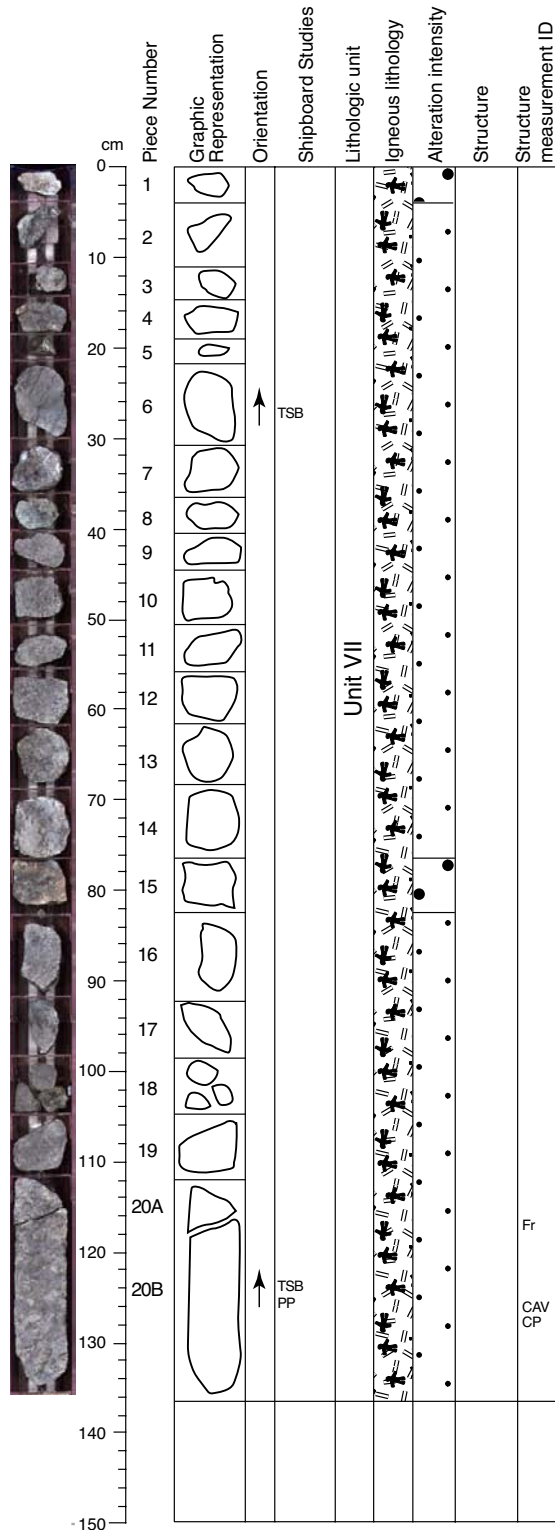 cm
Piece Number
Graphic
Representation
Orientation
Shipboard Studies
Lithologic unit
Igneous lithology
Alteration intensity
Structure
Structure
measurement ID
0
1
2
10
3
4
20
5
6
TSB
30
7
8
40
9
10
50
11
12
Unit VII
60
13
70
14
15
80
16
90
17
100
18
19
110
20A
Fr
120
20B
TSB
PP
CAV
CP
130
140
150